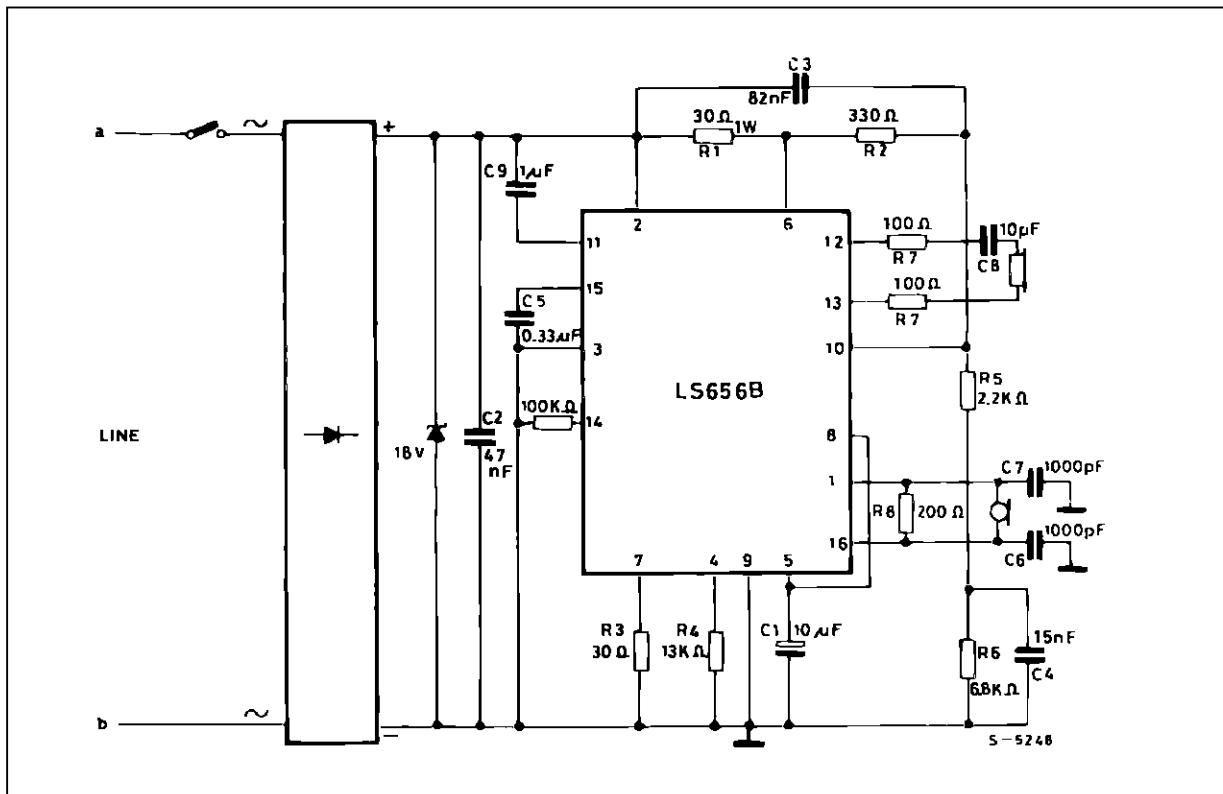 C3
82nF
30Ω
1W
R1
330Ω
R2
a
~
+
C9
1µF
2
6
11
12
100Ω
R7
10µF
C8
15
C5
0.33µF
13
100Ω
R7
3
10
LS656B
R5
2.2KΩ
100KΩ
14
8
LINE
18V
C2
47
nF
1
R8
200Ω
C7
1000pF
16
1000pF
C6
7
4
9
5
R3
30Ω
R4
13KΩ
C1
10µF
R6
6.8KΩ
15nF
C4
b
~
−
S-5248